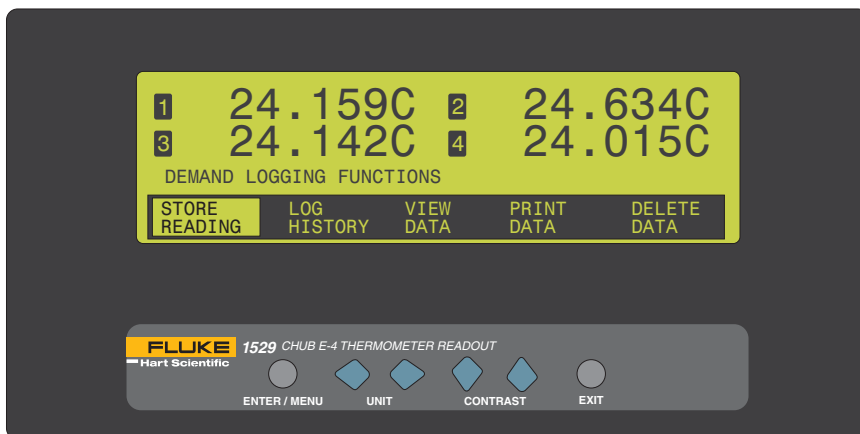 1 24.159C 2 24.634C
3 24.142C 4 24.015C
DEMAND LOGGING FUNCTIONS
STORE READING LOG HISTORY VIEW DATA PRINT DATA DELETE DATA
FLUKE 1529 CHUB E-4 THERMOMETER READOUT
Hart Scientific
ENTER / MENU UNIT CONTRAST EXIT